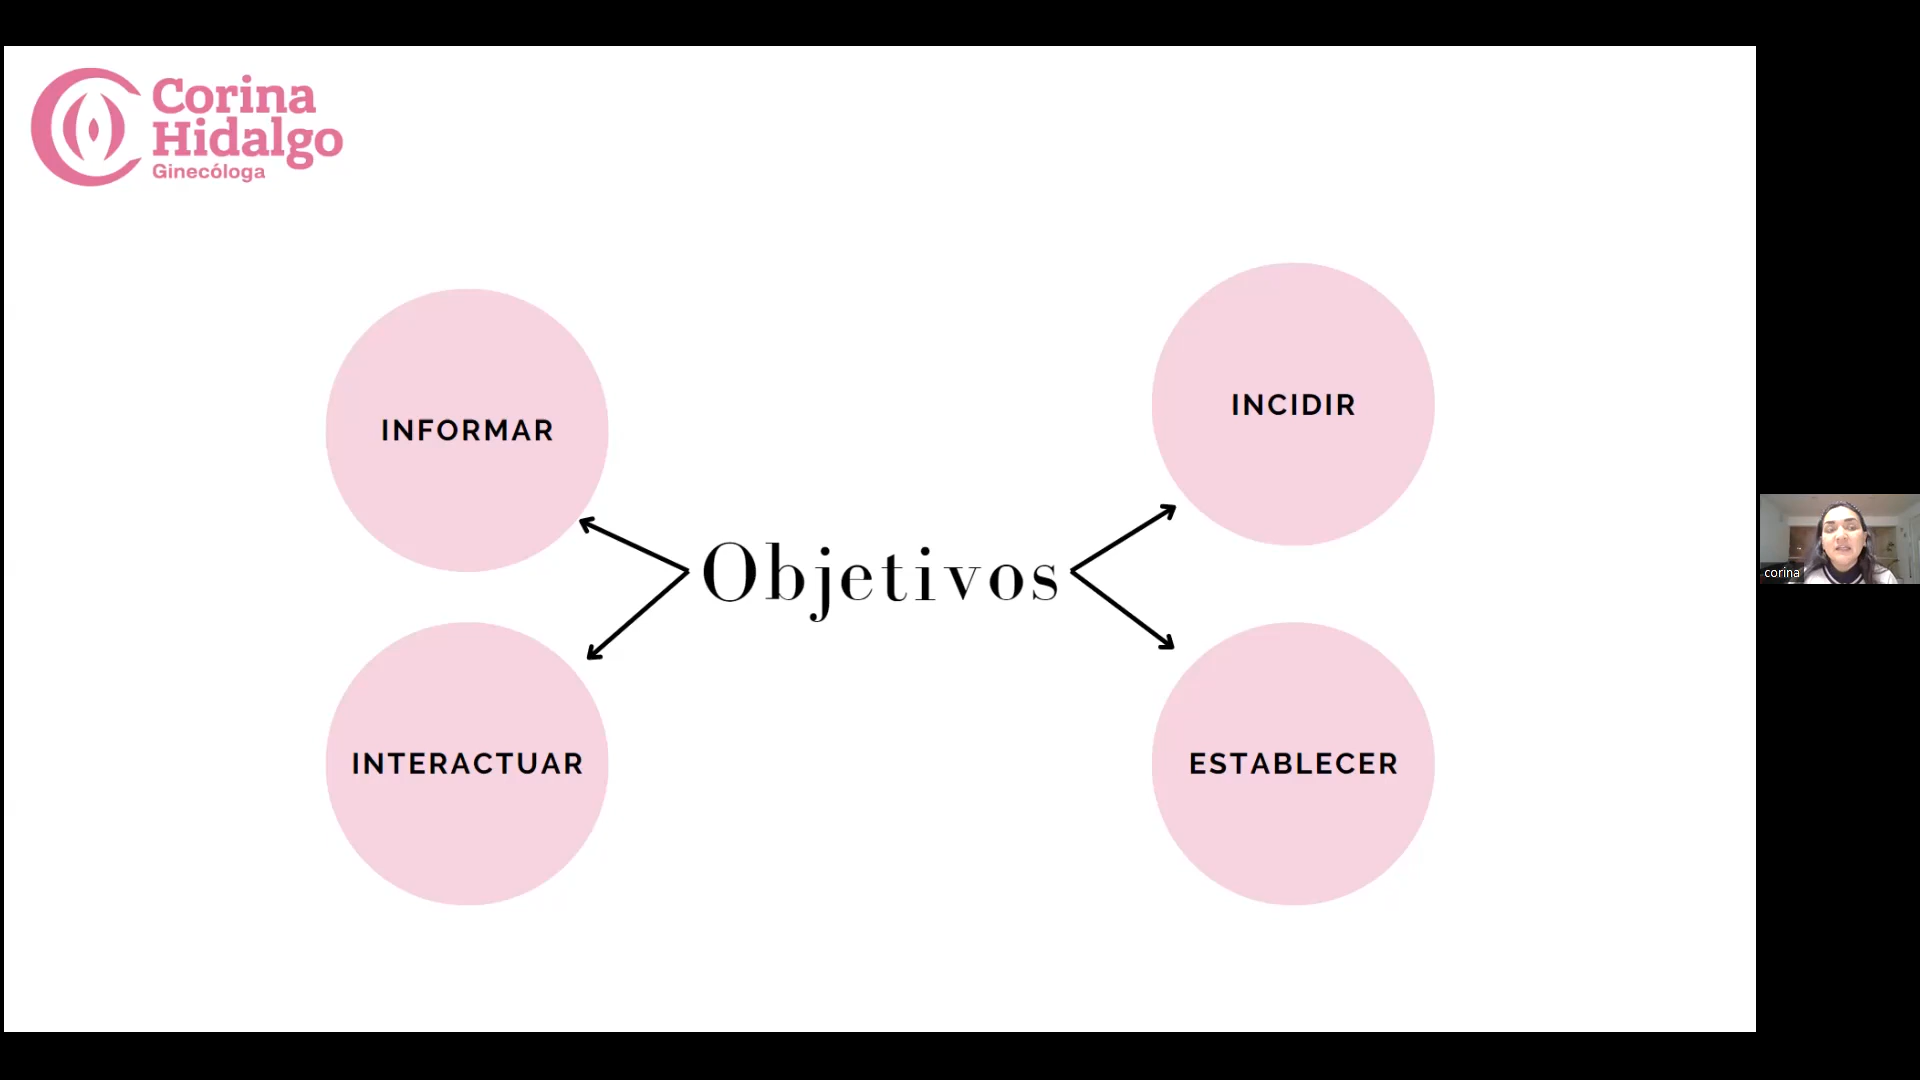 Corina
Hidalgo
Ginecóloga
INFORMAR
INCIDIR
Objetivos
INTERACTUAR
ESTABLECER
corina